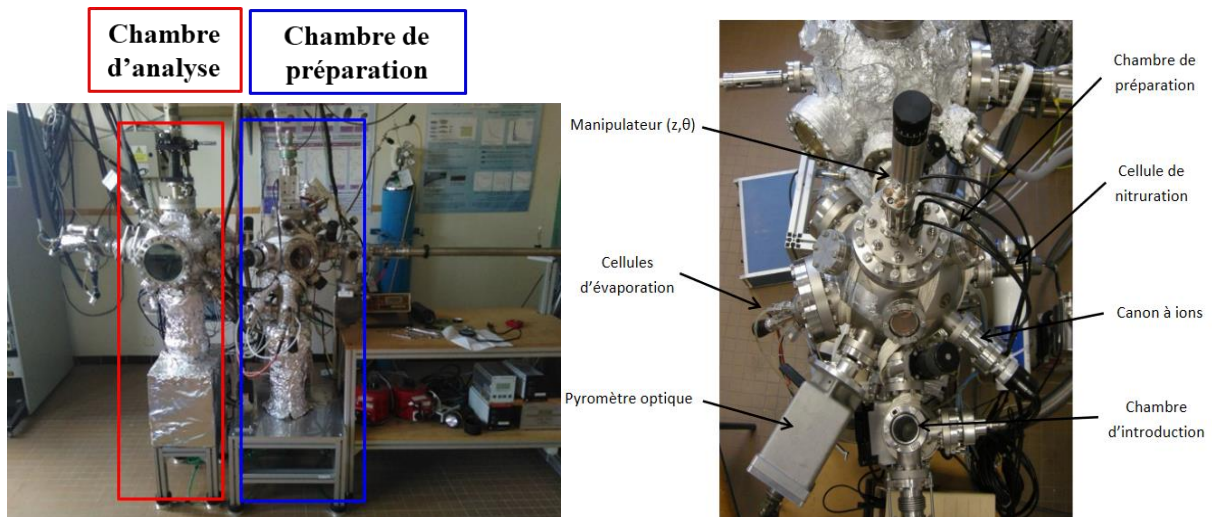 Chambre
d'analyse
Chambre de
préparation
Manipulateur (z,θ)
Cellules
d'évaporation
Pyromètre optique
Chambre de
préparation
Cellule de
nitruration
Canon à ions
Chambre
d'introduction